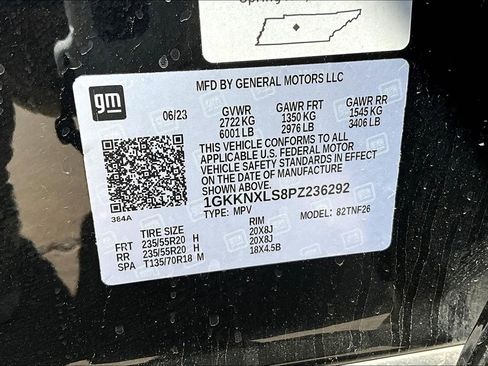 gm
MFD BY GENERAL MOTORS LLC
06/23 GVWR GAWR FRT GAWR RR
2722 KG 1350 KG 1545 KG
6001 LB 2976 LB 3406 LB
THIS VEHICLE CONFORMS TO ALL
APPLICABLE U.S. FEDERAL MOTOR
VEHICLE SAFETY STANDARDS IN EFFECT
ON THE DATE OF MANUFACTURE SHOWN ABOVE.
1GKKNXLS8PZ236292
384A TYPE: MPV MODEL: 82TNF26
TIRE SIZE RIM
FRT 235/55R20 H 20X8J
RR 235/55R20 H 20X8J
SPA T135/70R18 M 18X4.5B